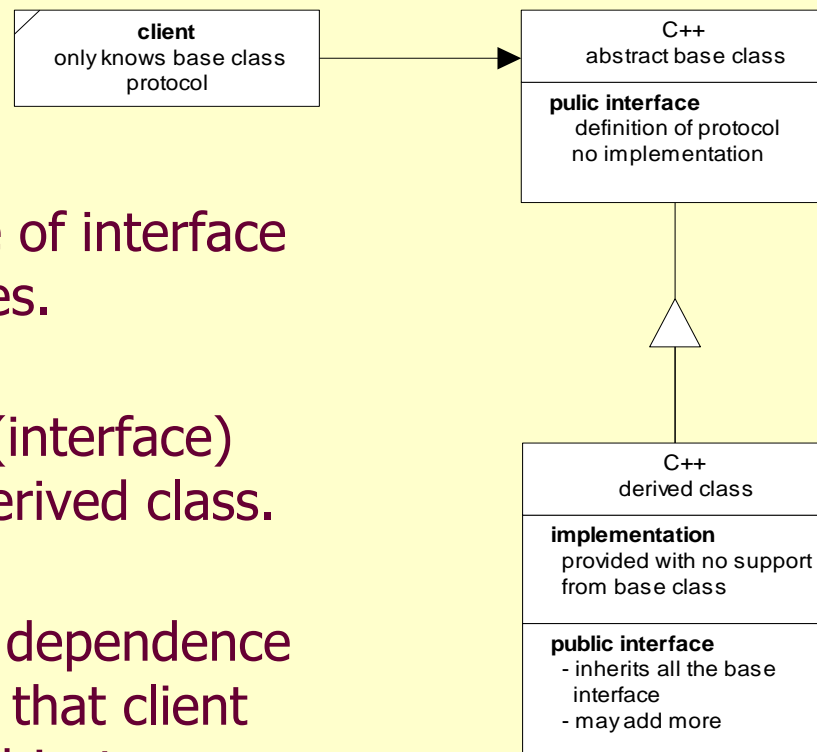 client
only knows base class
protocol
C++
abstract base class
pulic interface
definition of protocol
no implementation
of interface
es.
(interface)
erived class.
dependence
that client
C++
derived class
implementation
provided with no support
from base class
public interface
- inherits all the base
interface
- may add more